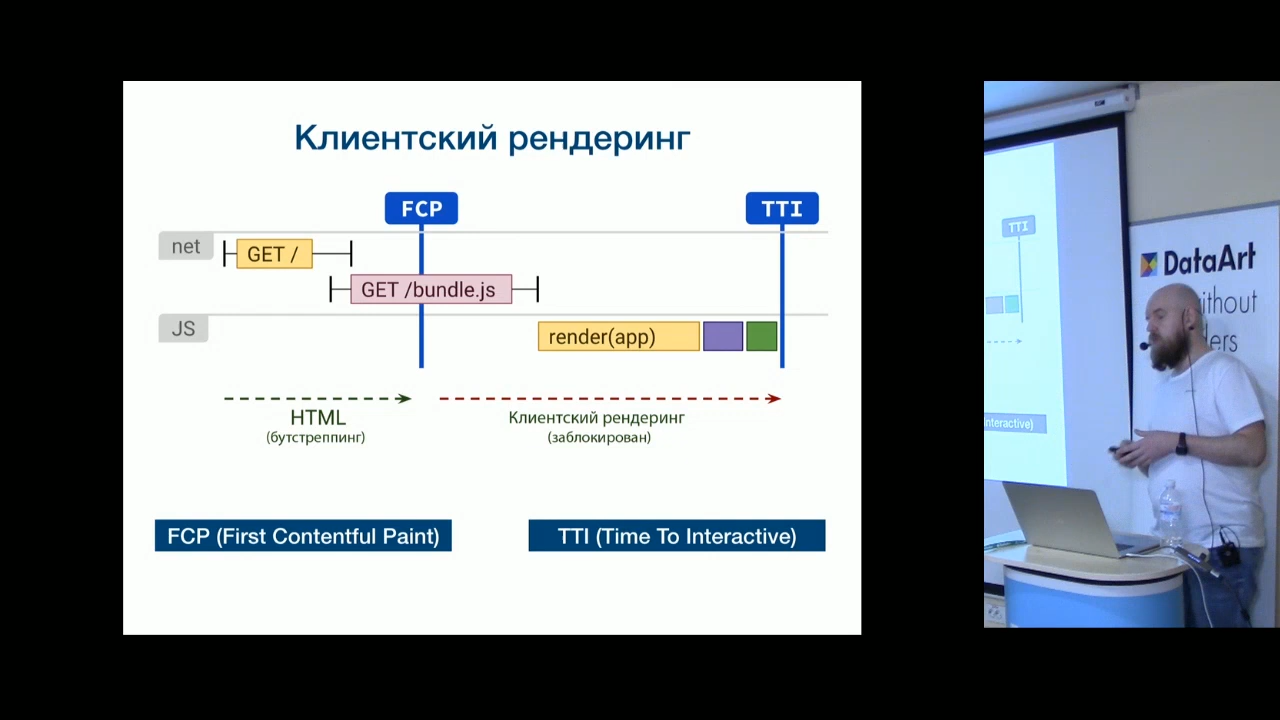 Клиентский рендеринг
FCP
TTI
net
GET /
GET /bundle.js
JS
render(app)
HTML
(бутстреппинг)
Клиентский рендеринг
(заблокирован)
FCP (First Contentful Paint)
TTI (Time To Interactive)
TTI
DataArt